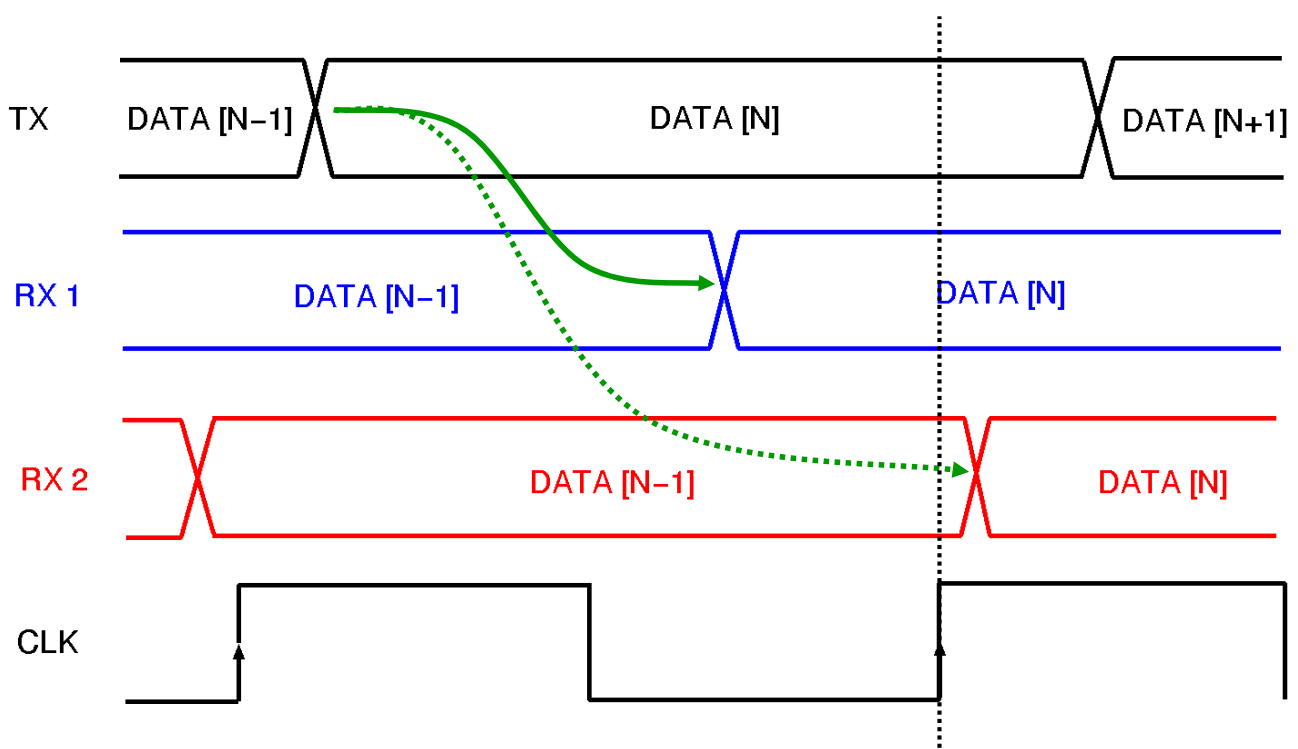 TX DATA [N−1] DATA [N] DATA [N+1]
RX 1 DATA [N−1] DATA [N]
RX 2 DATA [N−1] DATA [N]
CLK